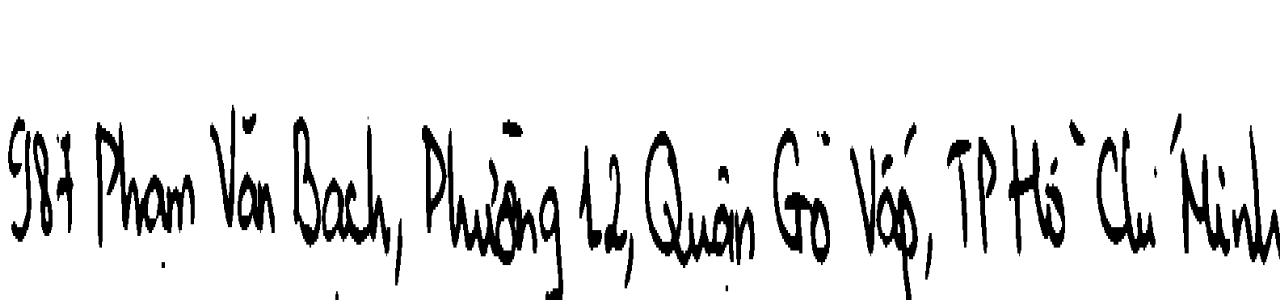 987 Phạm Văn Bạch, Phường 12, Quận Gò Vấp, TP Hồ Chí Minh